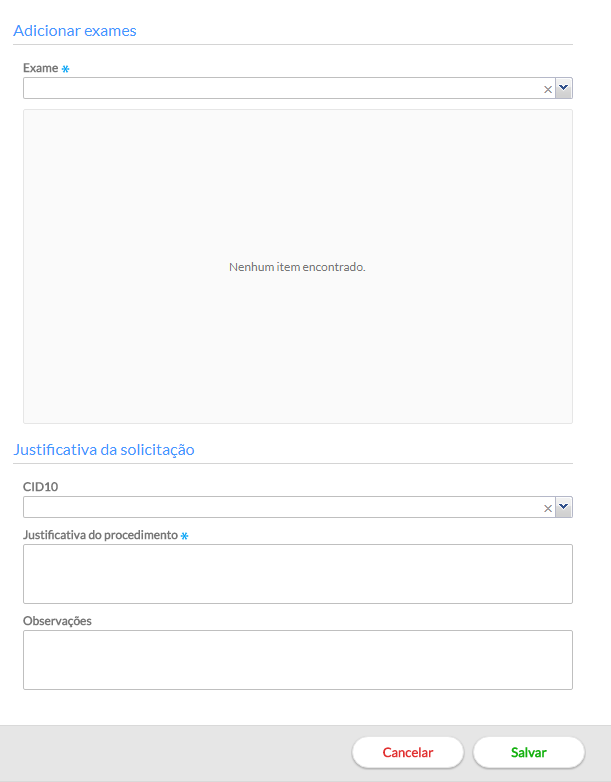 Adicionar exames
Exame *
Nenhum item encontrado.
Justificativa da solicitação
CID10
Justificativa do procedimento *
Observações
Cancelar Salvar